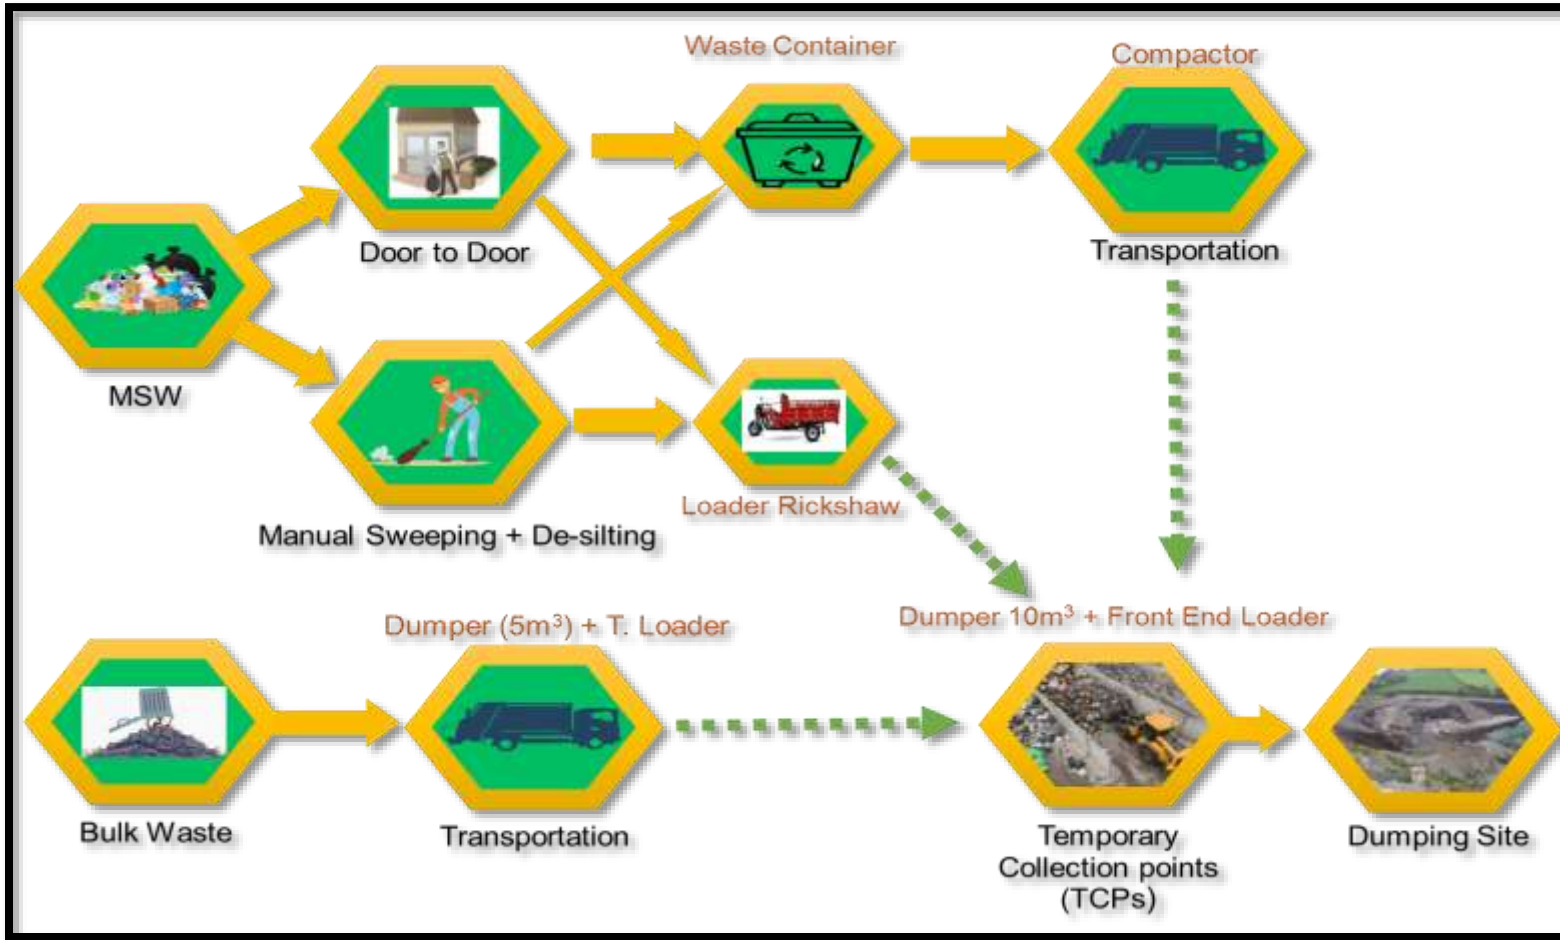 Waste Container
Compactor
Door to Door
Transportation
MSW
Loader Rickshaw
Manual Sweeping + De-silting
Dumper (5m³) + T. Loader
Dumper 10m³ + Front End Loader
Bulk Waste
Transportation
Temporary
Collection points
(TCPs)
Dumping Site